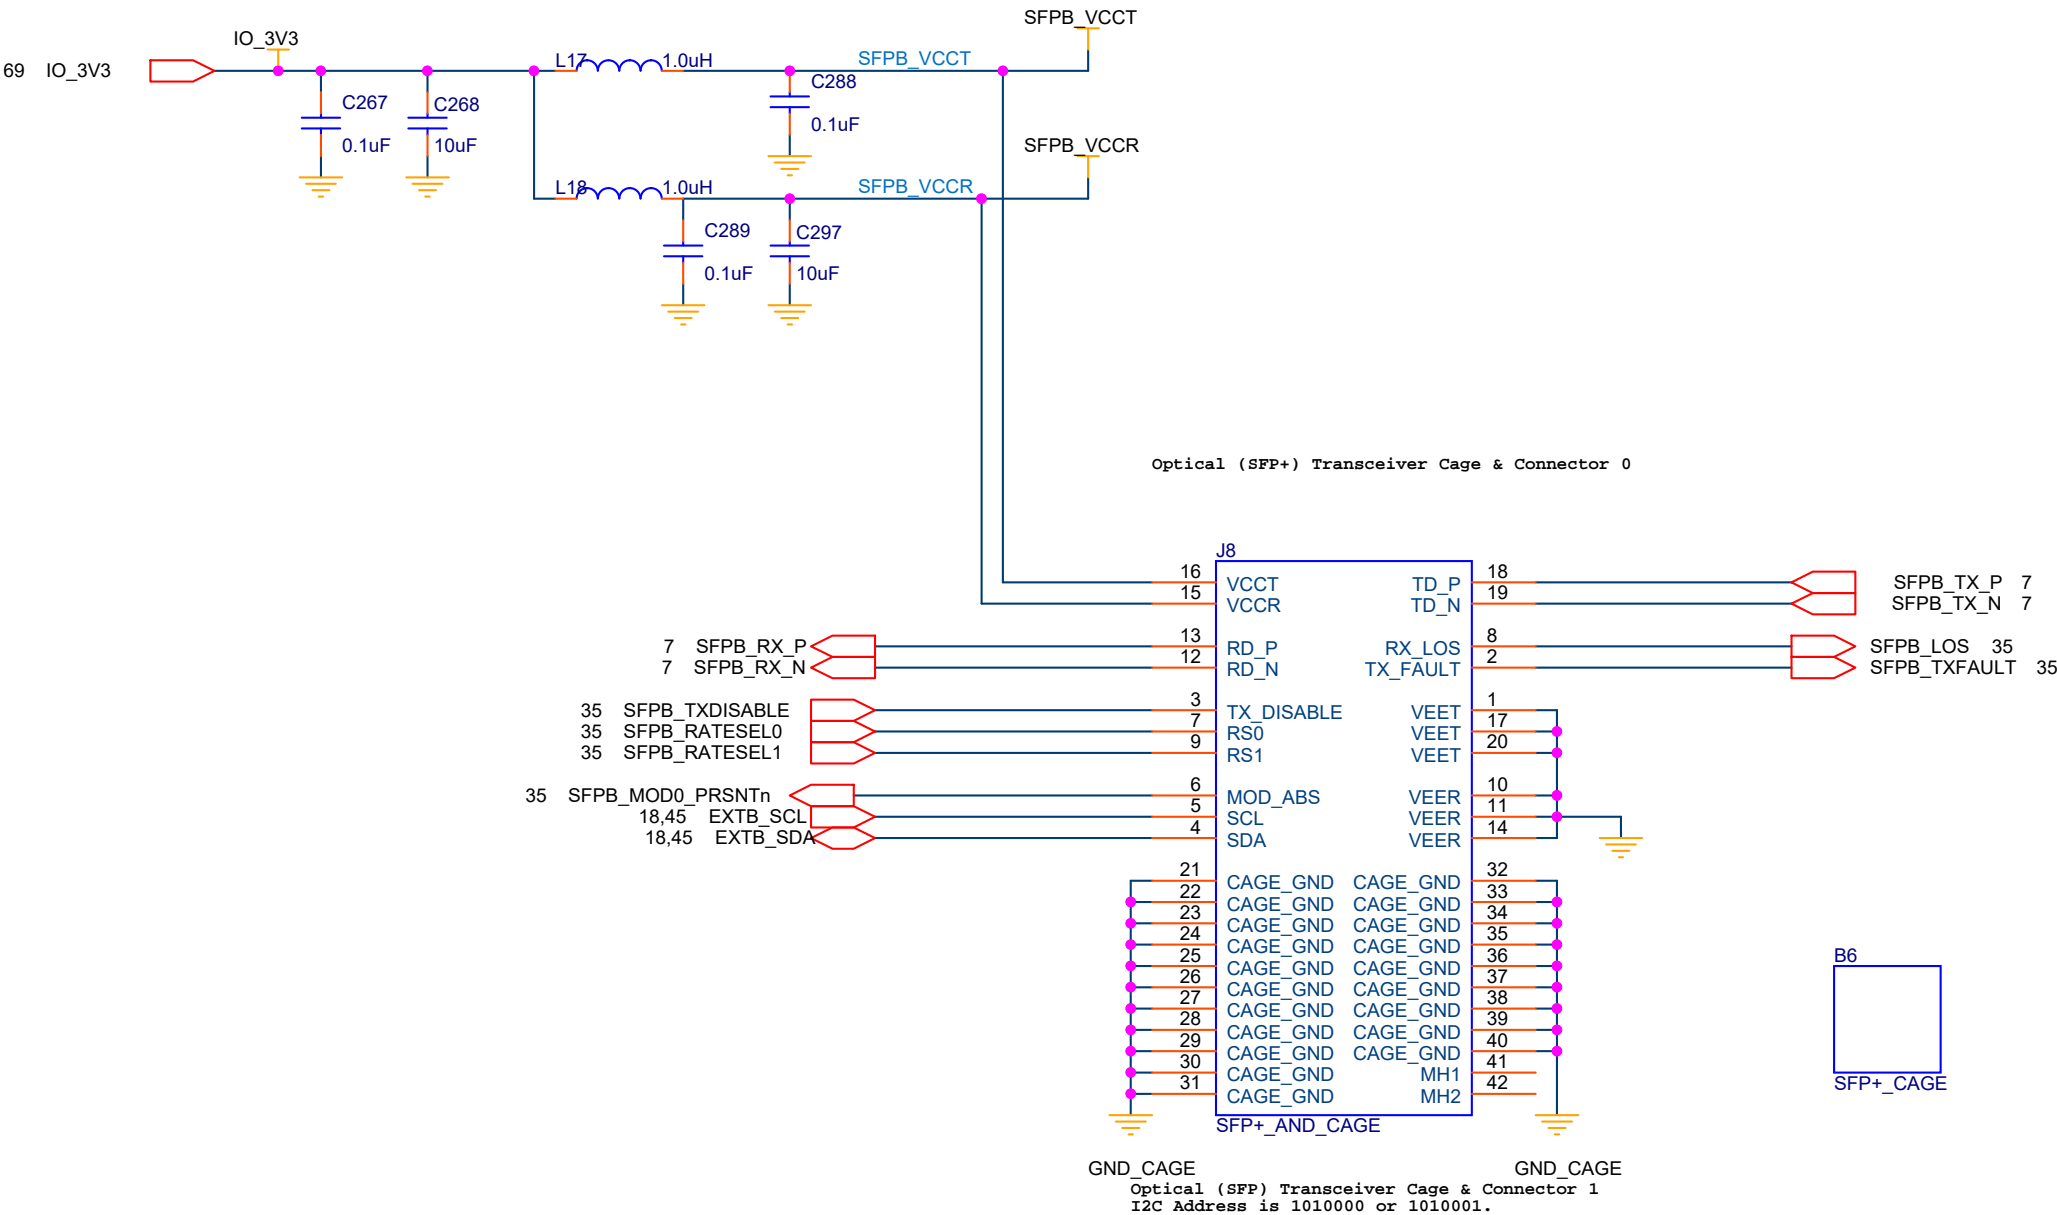 SFPB_VCCT
IO_3V3
69 IO_3V3
L17 1.0uH
SFPB_VCCT
C288
0.1uF
C267
0.1uF
C268
10uF
SFPB_VCCR
L18 1.0uH
SFPB_VCCR
C289
0.1uF
C297
10uF
Optical (SFP+) Transceiver Cage & Connector 0
J8
16 VCCT TD_P 18 SFPB_TX_P 7
15 VCCR TD_N 19 SFPB_TX_N 7
7 SFPB_RX_P 13 RD_P RX_LOS 8 SFPB_LOS 35
7 SFPB_RX_N 12 RD_N TX_FAULT 2 SFPB_TXFAULT 35
35 SFPB_TXDISABLE 3 TX_DISABLE VEET 1
35 SFPB_RATESEL0 7 RS0 VEET 17
35 SFPB_RATESEL1 9 RS1 VEET 20
35 SFPB_MOD0_PRSNTn 6 MOD_ABS VEER 10
18,45 EXTB_SCL 5 SCL VEER 11
18,45 EXTB_SDA 4 SDA VEER 14
21 CAGE_GND CAGE_GND 32
22 CAGE_GND CAGE_GND 33
23 CAGE_GND CAGE_GND 34
24 CAGE_GND CAGE_GND 35
25 CAGE_GND CAGE_GND 36
26 CAGE_GND CAGE_GND 37
27 CAGE_GND CAGE_GND 38
28 CAGE_GND CAGE_GND 39
29 CAGE_GND CAGE_GND 40
30 CAGE_GND MH1 41
31 CAGE_GND MH2 42
SFP+_AND_CAGE
B6
SFP+_CAGE
GND_CAGE GND_CAGE
Optical (SFP) Transceiver Cage & Connector 1
I2C Address is 1010000 or 1010001.